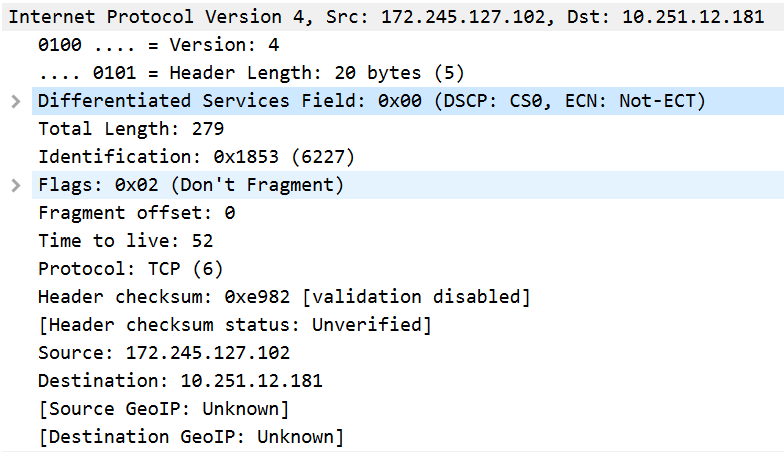 Internet Protocol Version 4, Src: 172.245.127.102, Dst: 10.251.12.181
0100 .... = Version: 4
.... 0101 = Header Length: 20 bytes (5)
Differentiated Services Field: 0x00 (DSCP: CS0, ECN: Not-ECT)
Total Length: 279
Identification: 0x1853 (6227)
Flags: 0x02 (Don't Fragment)
Fragment offset: 0
Time to live: 52
Protocol: TCP (6)
Header checksum: 0xe982 [validation disabled]
[Header checksum status: Unverified]
Source: 172.245.127.102
Destination: 10.251.12.181
[Source GeoIP: Unknown]
[Destination GeoIP: Unknown]